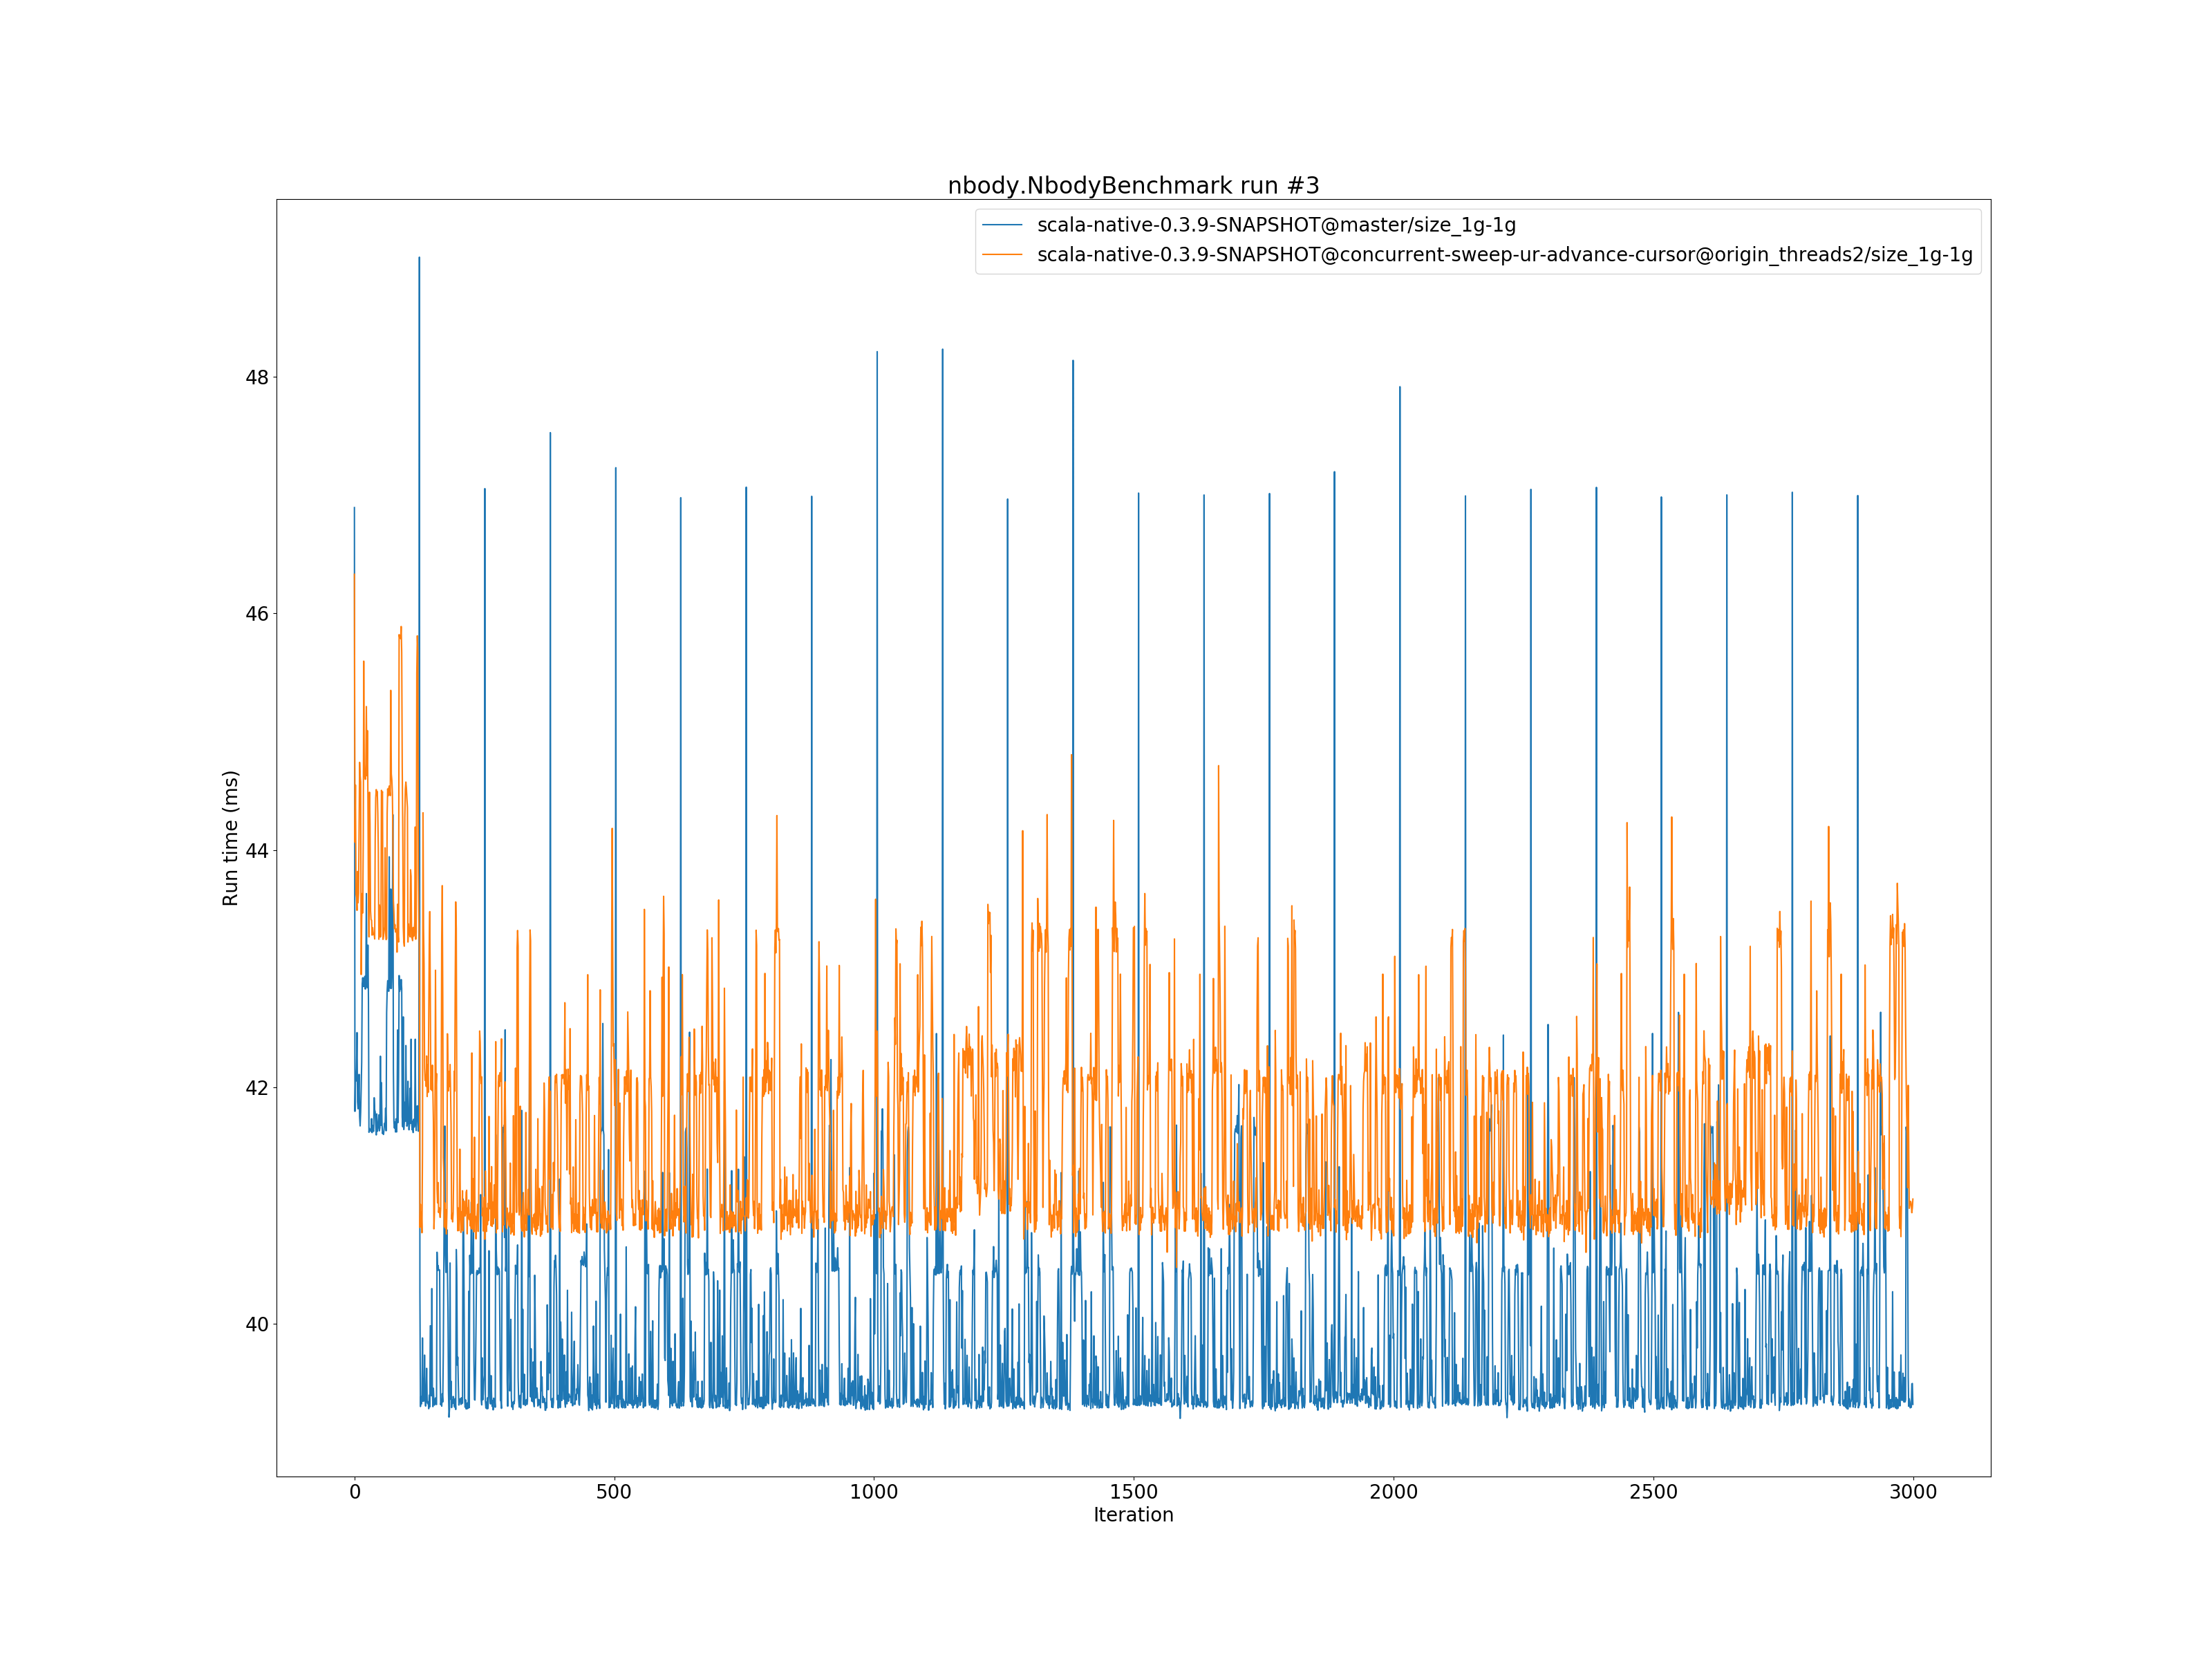 nbody.NbodyBenchmark run #3
scala-native-0.3.9-SNAPSHOT@master/size_1g-1g
scala-native-0.3.9-SNAPSHOT@concurrent-sweep-ur-advance-cursor@origin_threads2/size_1g-1g
48
46
44
42
40
Run time (ms)
0 500 1000 1500 2000 2500 3000
Iteration